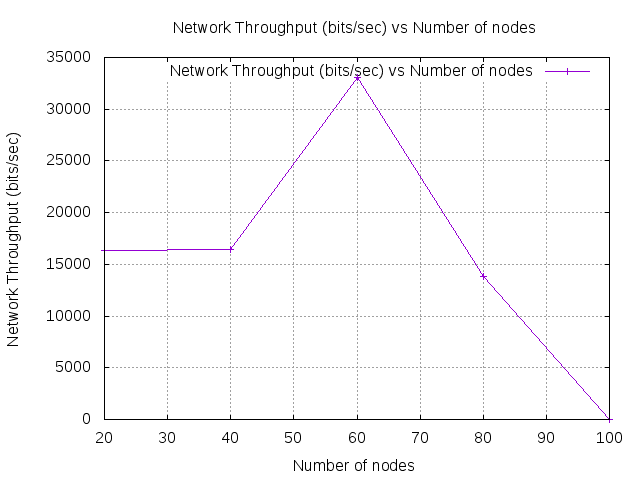 Network Throughput (bits/sec) vs Number of nodes
35000
Network Throughput (bits/sec) vs Number of nodes
30000
25000
20000
15000
10000
5000
0
Network Throughput (bits/sec)
20 30 40 50 60 70 80 90 100
Number of nodes